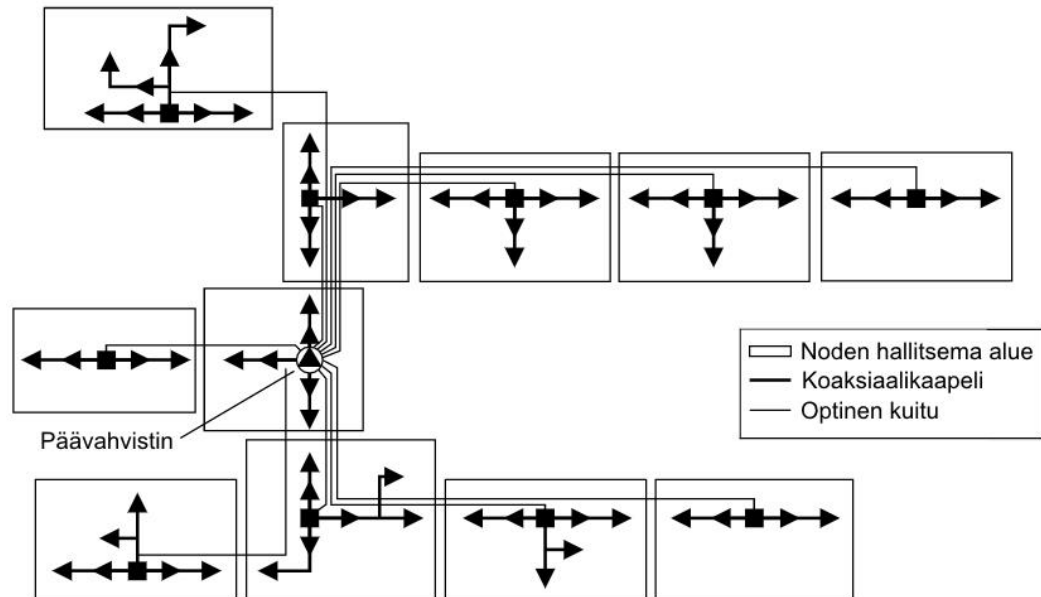 Noden hallitsema alue
Koaksiaalikaapeli
Optinen kuitu
Päävahvistin